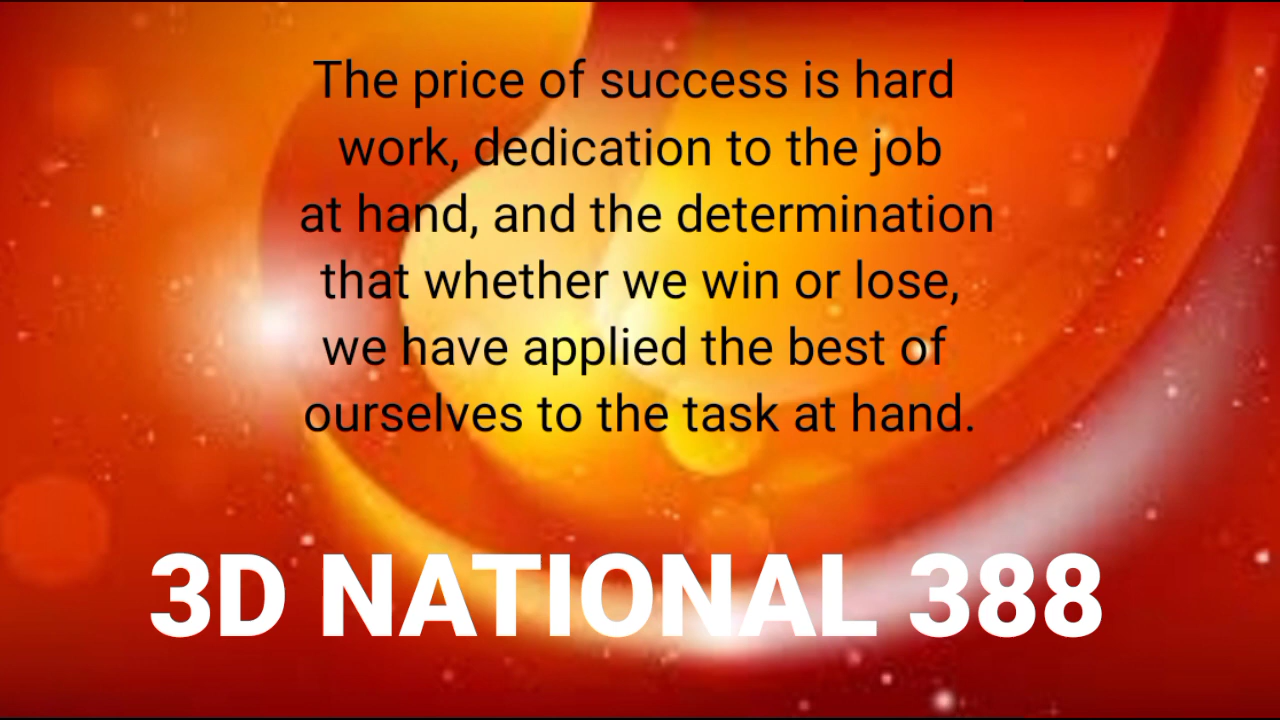 The price of success is hard
work, dedication to the job
at hand, and the determination
that whether we win or lose,
we have applied the best of
ourselves to the task at hand.
3D NATIONAL 388